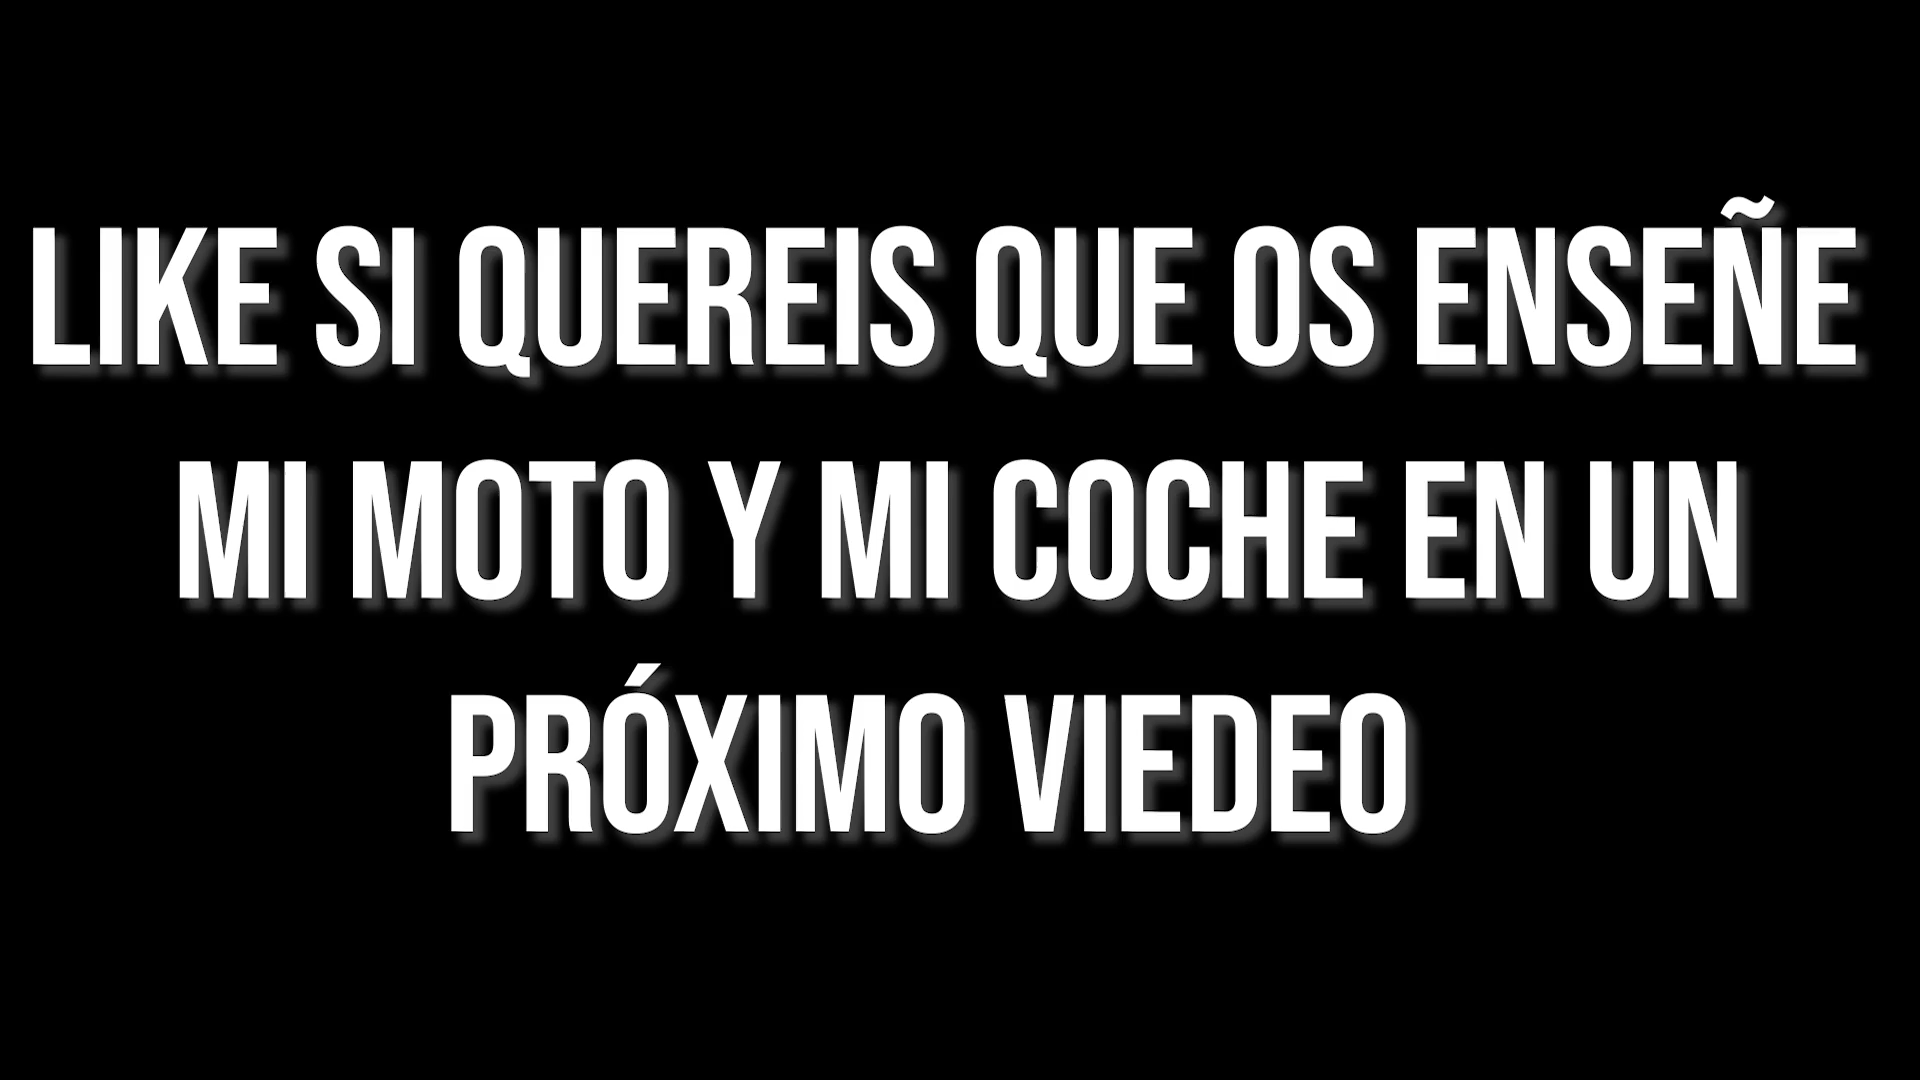 LIKE SI QUEREIS QUE OS ENSEÑE
MI MOTO Y MI COCHE EN UN
PRÓXIMO VIEDEO